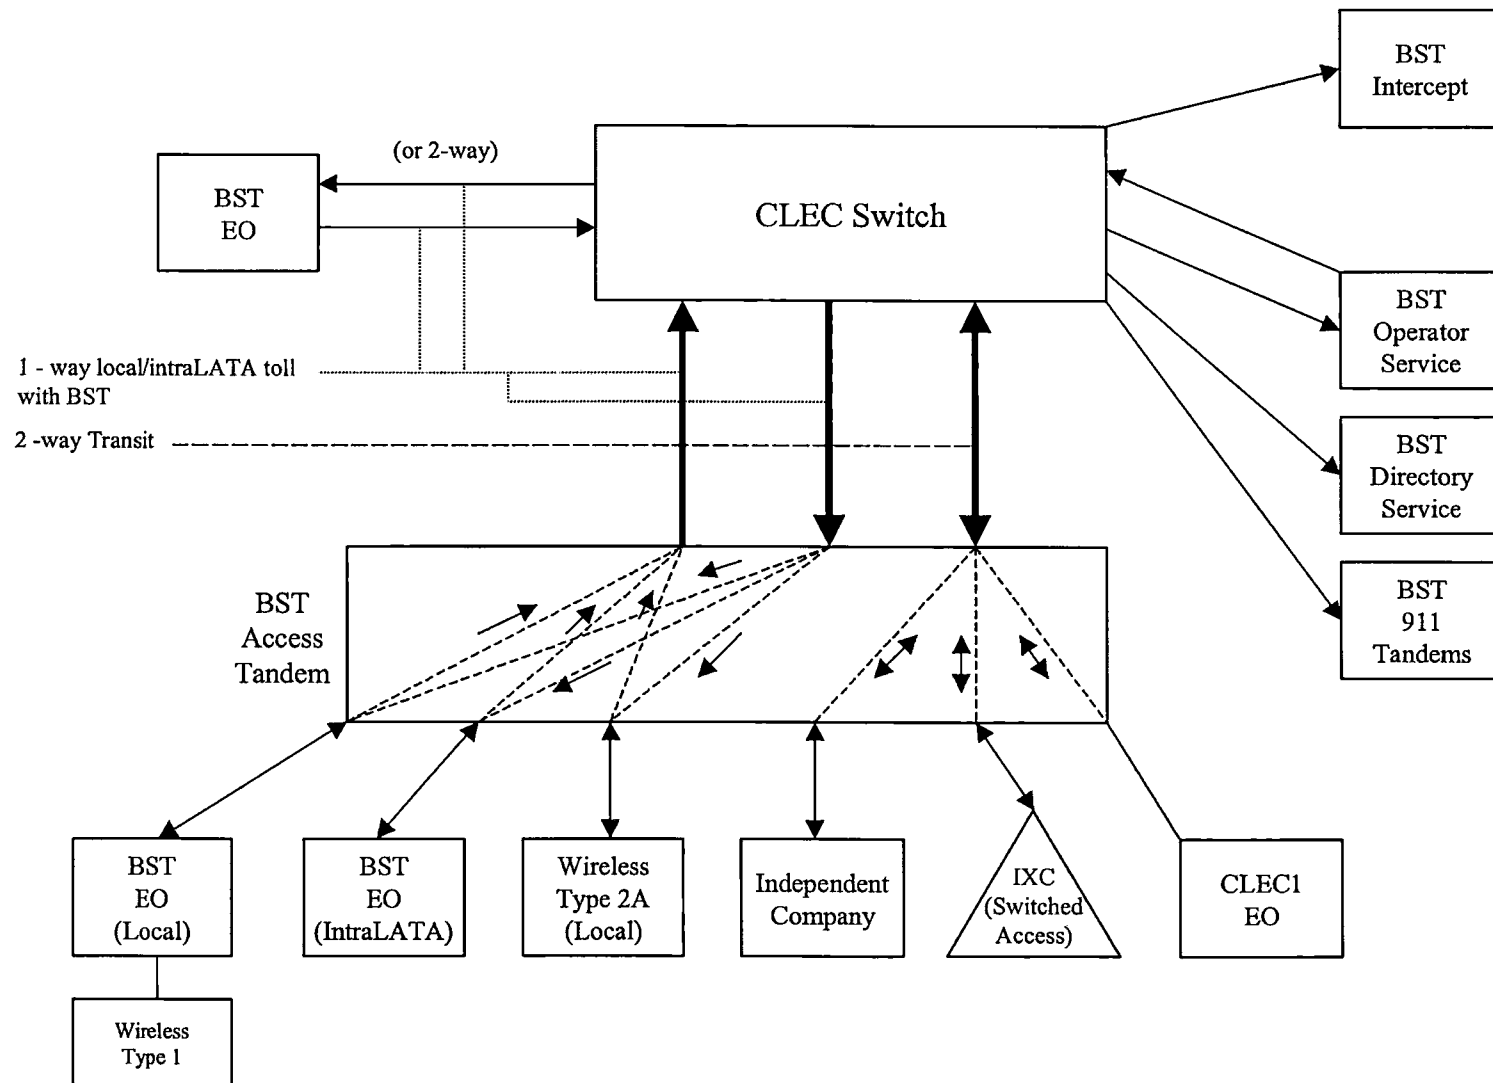 BST
Intercept
(or 2-way)
BST
EO
CLEC Switch
BST
Operator
Service
1 - way local/intraLATA toll
with BST
2 -way Transit
BST
Directory
Service
BST
911
Tandems
BST
Access
Tandem
BST
EO
(Local)
BST
EO
(IntraLATA)
Wireless
Type 2A
(Local)
Independent
Company
IXC
(Switched
Access)
CLEC1
EO
Wireless
Type 1